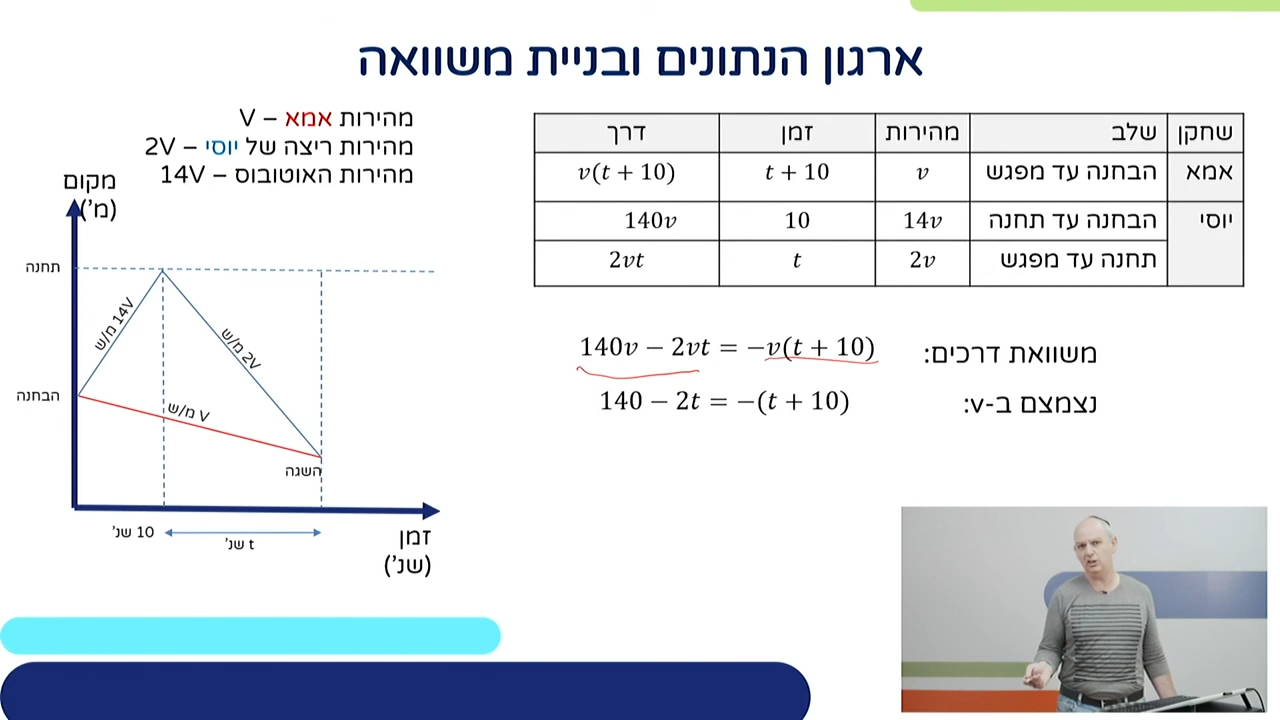 ארגון הנתונים ובניית משוואה
מהירות אמא – V
מהירות ריצה של יוסי – 2V
מהירות האוטובוס – 14V
שחקן שלב מהירות זמן דרך
אמא הבחנה עד מפגש v t + 10 v(t + 10)
יוסי הבחנה עד תחנה 14v 10 140v
תחנה עד מפגש 2v t 2vt
משוואת דרכים: 140v − 2vt = −v(t + 10)
נצמצם ב-v: 140 − 2t = −(t + 10)
מקום
(מ')
תחנה
14V מ/ש
2V מ/ש
הבחנה
V מ/ש
השגה
10 שנ'
t שנ'
זמן
(שנ')